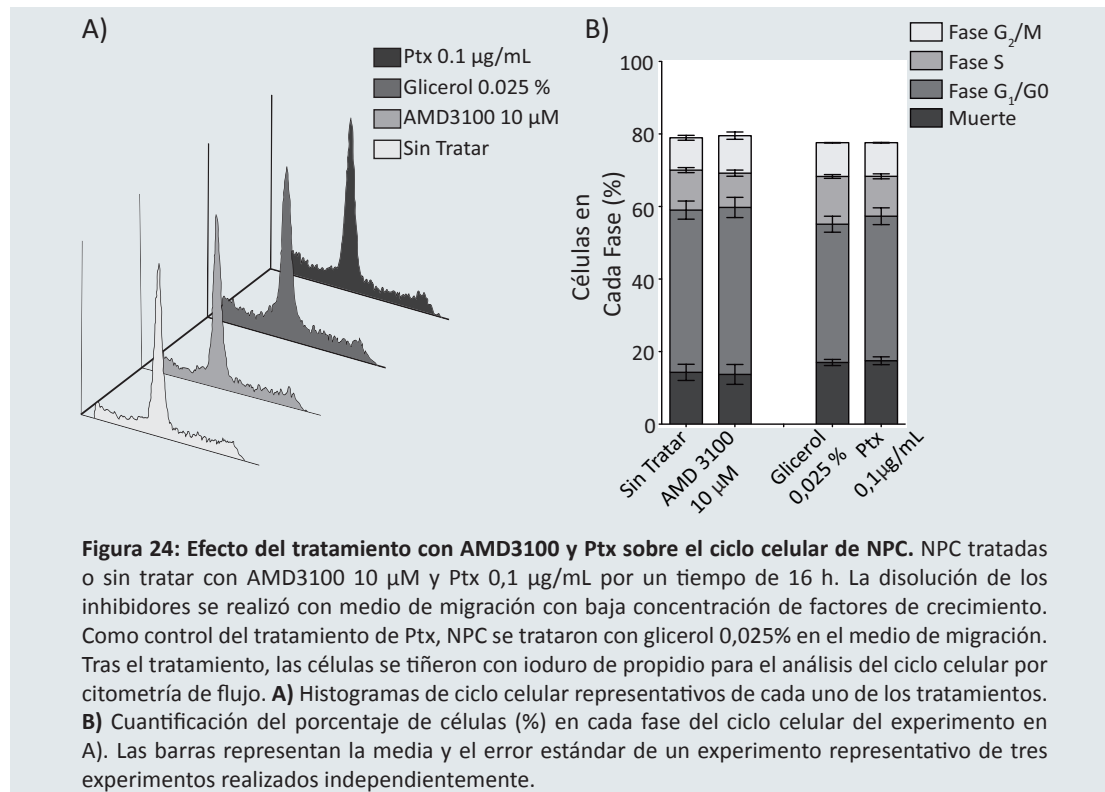 A)
Ptx 0.1 µg/mL
Glicerol 0.025 %
AMD3100 10 µM
Sin Tratar
B)
Fase G2/M
Fase S
Fase G1/G0
Muerte
Células en
Cada Fase (%)
100
80
60
40
20
0
Sin Tratar
AMD 3100
10 µM
Glicerol
0,025 %
Ptx
0,1µg/mL
Figura 24: Efecto del tratamiento con AMD3100 y Ptx sobre el ciclo celular de NPC. NPC tratadas
o sin tratar con AMD3100 10 µM y Ptx 0,1 µg/mL por un tiempo de 16 h. La disolución de los
inhibidores se realizó con medio de migración con baja concentración de factores de crecimiento.
Como control del tratamiento de Ptx, NPC se trataron con glicerol 0,025% en el medio de migración.
Tras el tratamiento, las células se tiñeron con ioduro de propidio para el análisis del ciclo celular por
citometría de flujo. A) Histogramas de ciclo celular representativos de cada uno de los tratamientos.
B) Cuantificación del porcentaje de células (%) en cada fase del ciclo celular del experimento en
A). Las barras representan la media y el error estándar de un experimento representativo de tres
experimentos realizados independientemente.